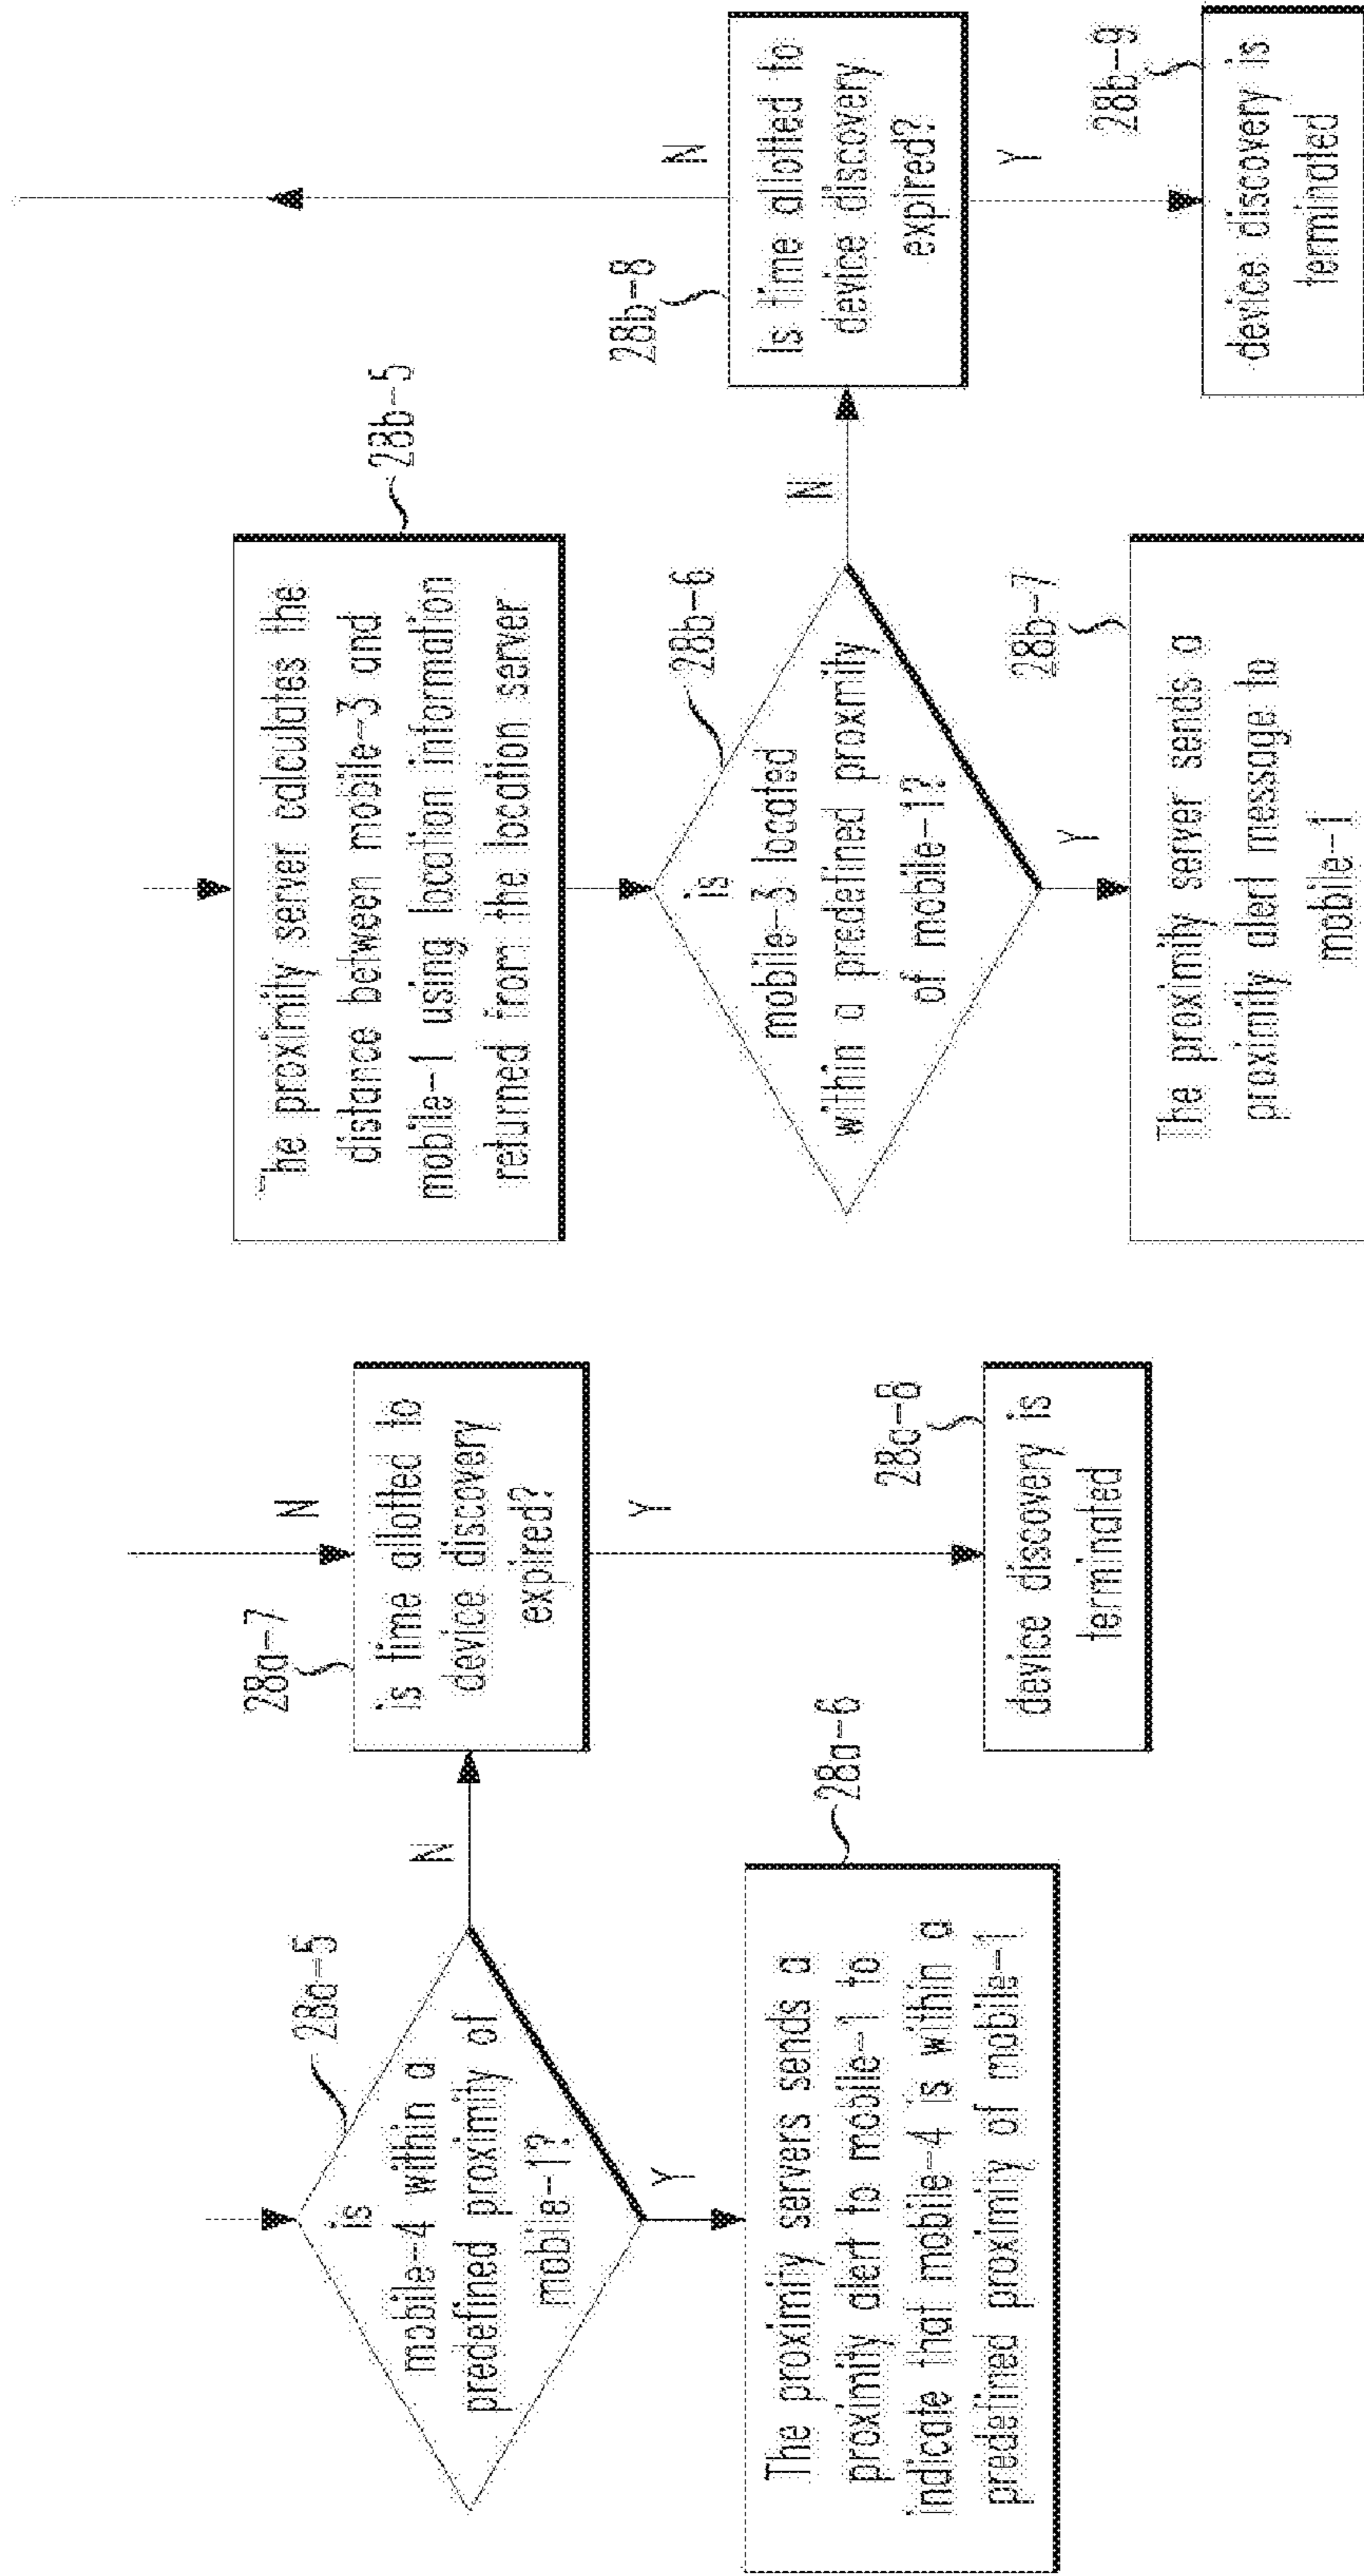 28a-5
is
mobile-4 within a
predefined proximity of
mobile-1?
N
Y
28a-6
The proximity servers sends a
proximity alert to mobile-1 to
indicate that mobile-4 is within a
predefined proximity of mobile-1
N
28a-7
is time allotted to
device discovery
expired?
Y
28a-8
device discovery is
terminated
28b-5
The proximity server calculates the
distance between mobile-3 and
mobile-1 using location information
returned from the location server
28b-6
is
mobile-3 located
within a predefined proximity
of mobile-1?
N
Y
28b-7
The proximity server sends a
proximity alert message to
mobile-1
N
28b-8
Is time allotted to
device discovery
expired?
Y
28b-9
device discovery is
terminated